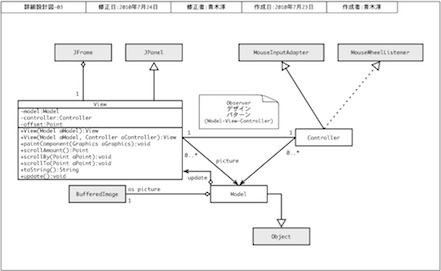 詳細設計図-03 修正日:2010年7月24日 修正者:青木淳 作成日:2010年7月23日 作成者:青木淳
JFrame JPanel MouseInputAdapter MouseWheelListener
1
View
-model:Model
-controller:Controller
-offset:Point
+View(Model aModel):View
+View(Model aModel, Controller aController):View
+paintComponent(Graphics aGraphics):void
+scrollAmount():Point
+scrollBy(Point aPoint):void
+scrollTo(Point aPoint):void
+toString():String
+update():void
Observer
デザイン
パターン
(Model-View-Controller)
1 1
Controller
0..* picture 0..*
update
BufferedImage as picture Model
1
Object